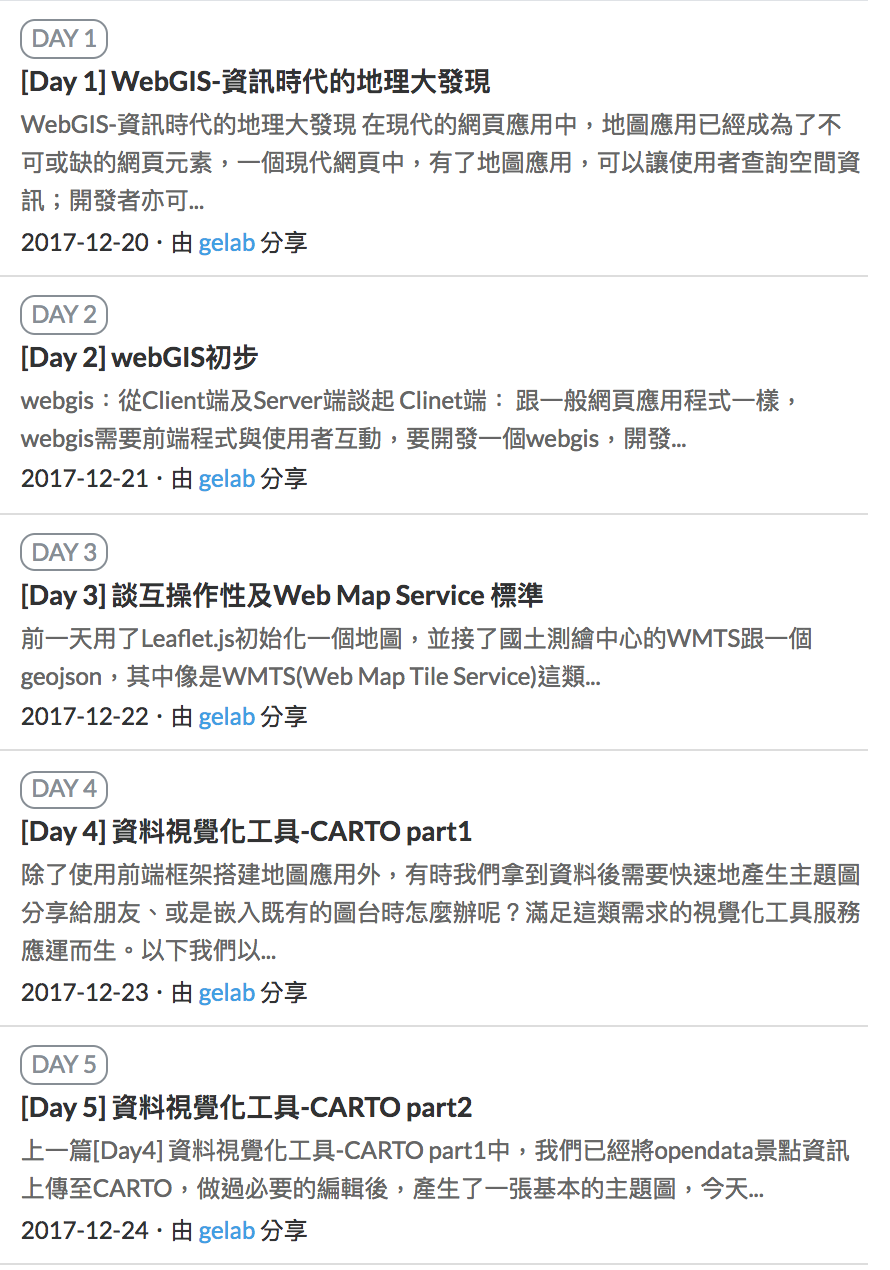 DAY 1
[Day 1] WebGIS-資訊時代的地理大發現
WebGIS-資訊時代的地理大發現 在現代的網頁應用中，地圖應用已經成為了不
可或缺的網頁元素，一個現代網頁中，有了地圖應用，可以讓使用者查詢空間資
訊；開發者亦可...
2017-12-20．由 gelab 分享
DAY 2
[Day 2] webGIS初步
webgis：從Client端及Server端談起 Clinet端： 跟一般網頁應用程式一樣，
webgis需要前端程式與使用者互動，要開發一個webgis，開發...
2017-12-21．由 gelab 分享
DAY 3
[Day 3] 談互操作性及Web Map Service 標準
前一天用了Leaflet.js初始化一個地圖，並接了國土測繪中心的WMTS跟一個
geojson，其中像是WMTS(Web Map Tile Service)這類...
2017-12-22．由 gelab 分享
DAY 4
[Day 4] 資料視覺化工具-CARTO part1
除了使用前端框架搭建地圖應用外，有時我們拿到資料後需要快速地產生主題圖
分享給朋友、或是嵌入既有的圖台時怎麼辦呢？滿足這類需求的視覺化工具服務
應運而生。以下我們以...
2017-12-23．由 gelab 分享
DAY 5
[Day 5] 資料視覺化工具-CARTO part2
上一篇[Day4] 資料視覺化工具-CARTO part1中，我們已經將opendata景點資訊
上傳至CARTO，做過必要的編輯後，產生了一張基本的主題圖，今天...
2017-12-24．由 gelab 分享